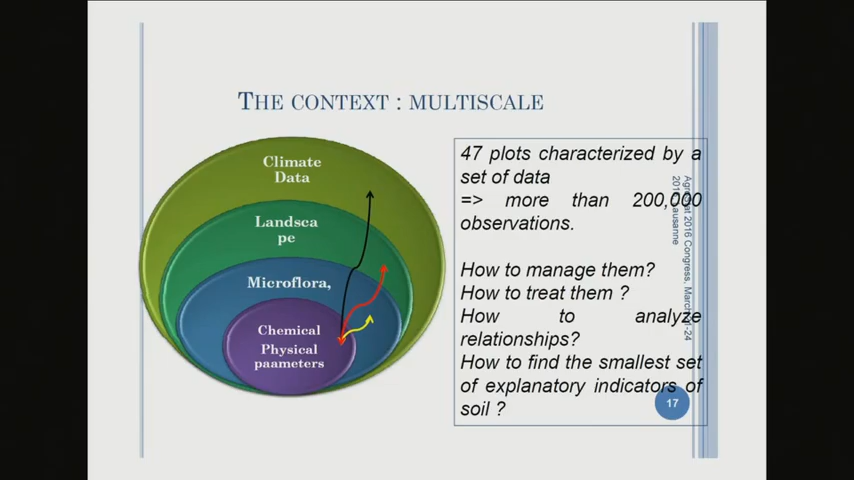 THE CONTEXT : MULTISCALE
Climate
Data
Landsca
pe
Microflora,
Chemical
Physical
paameters
47 plots characterized by a
set of data
=> more than 200,000
observations.
How to manage them?
How to treat them ?
How to analyze
relationships?
How to find the smallest set
of explanatory indicators of
soil ?
17